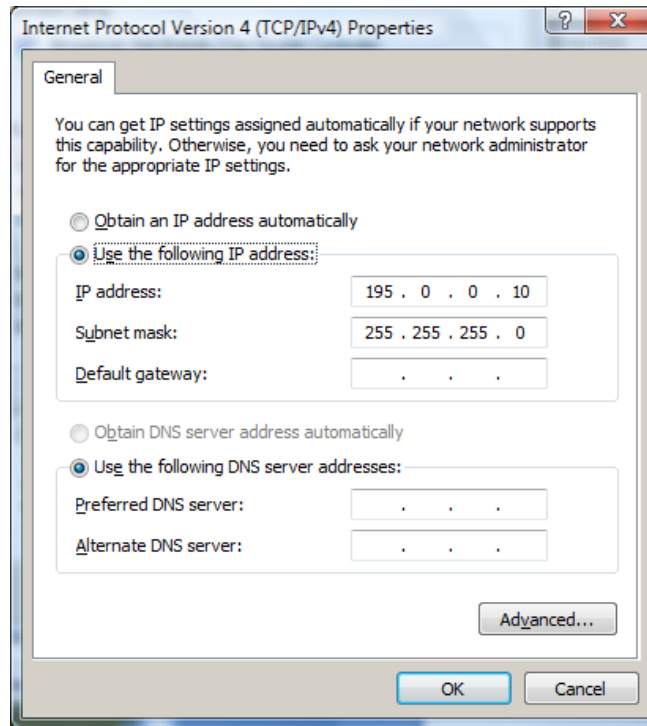 Internet Protocol Version 4 (TCP/IPv4) Properties
?
X
General
You can get IP settings assigned automatically if your network supports
this capability. Otherwise, you need to ask your network administrator
for the appropriate IP settings.
Obtain an IP address automatically
Use the following IP address:
IP address: 195 . 0 . 0 . 10
Subnet mask: 255 . 255 . 255 . 0
Default gateway: . . .
Obtain DNS server address automatically
Use the following DNS server addresses:
Preferred DNS server: . . .
Alternate DNS server: . . .
Advanced...
OK Cancel